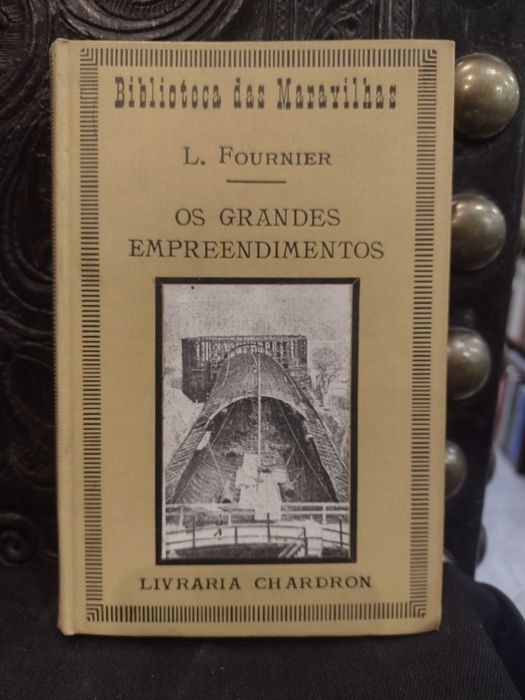 Biblioteca das Maravilhas
L. FOURNIER
OS GRANDES
EMPREENDIMENTOS
LIVRARIA CHARDRON